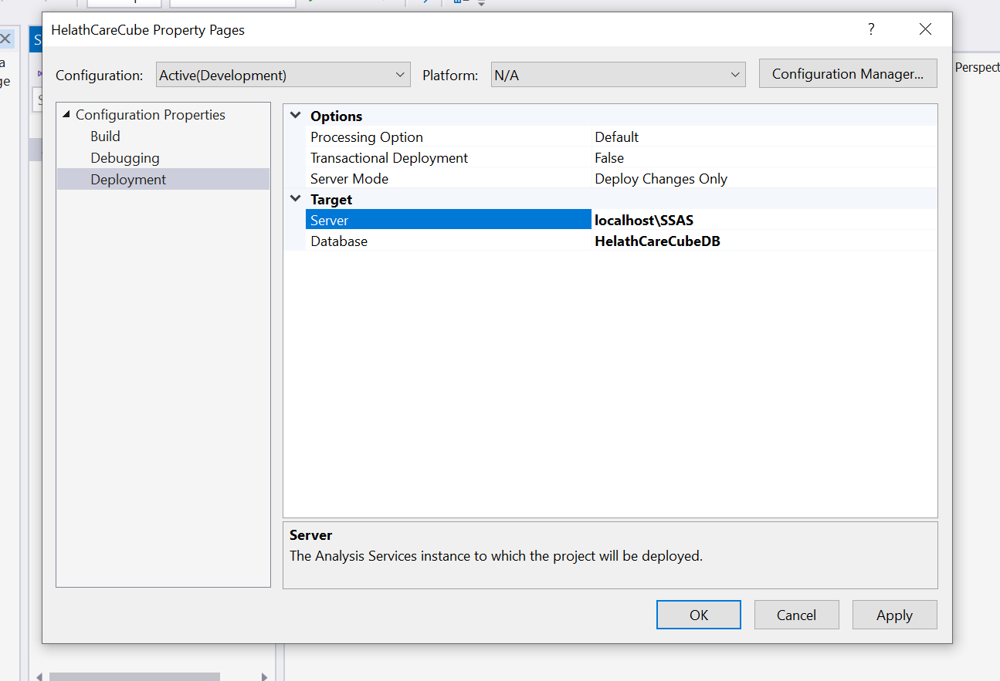 HelathCareCube Property Pages
?
Configuration:
Active(Development)
Platform:
N/A
Configuration Manager...
Perspect
Configuration Properties
Build
Debugging
Deployment
Options
Processing Option
Default
Transactional Deployment
False
Server Mode
Deploy Changes Only
Target
Server
localhost\SSAS
Database
HelathCareCubeDB
Server
The Analysis Services instance to which the project will be deployed.
OK
Cancel
Apply